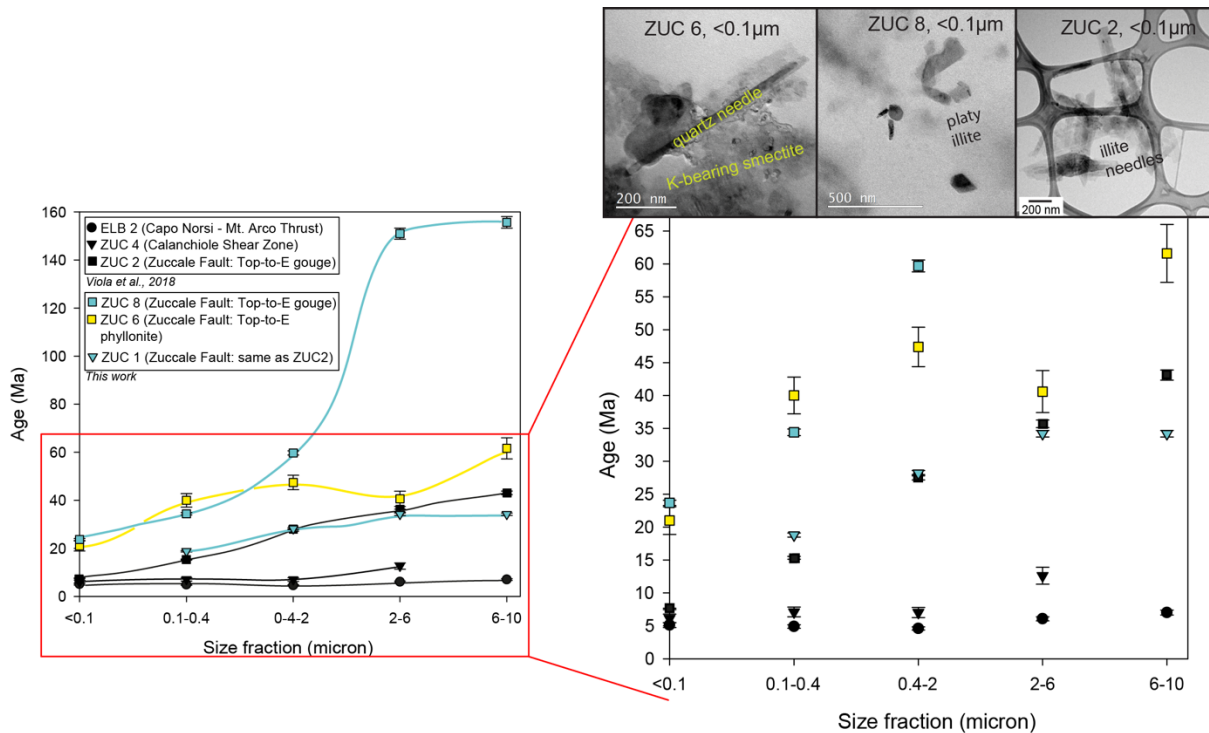 ZUC 6, <0.1µm
ZUC 8, <0.1µm
ZUC 2, <0.1µm
quartz needle
K-bearing smectite
200 nm
platy
illite
500 nm
illite
needles
200 nm
160
140
120
100
80
60
40
20
0
Age (Ma)
ELB 2 (Capo Norsi - Mt. Arco Thrust)
ZUC 4 (Calanchiole Shear Zone)
ZUC 2 (Zuccale Fault: Top-to-E gouge)
Viola et al., 2018
ZUC 8 (Zuccale Fault: Top-to-E gouge)
ZUC 6 (Zuccale Fault: Top-to-E
phyllonite)
ZUC 1 (Zuccale Fault: same as ZUC2)
This work
<0.1
0.1-0.4
0-4-2
2-6
6-10
Size fraction (micron)
65
60
55
50
45
40
35
30
25
20
15
10
5
0
Age (Ma)
<0.1
0.1-0.4
0.4-2
2-6
6-10
Size fraction (micron)